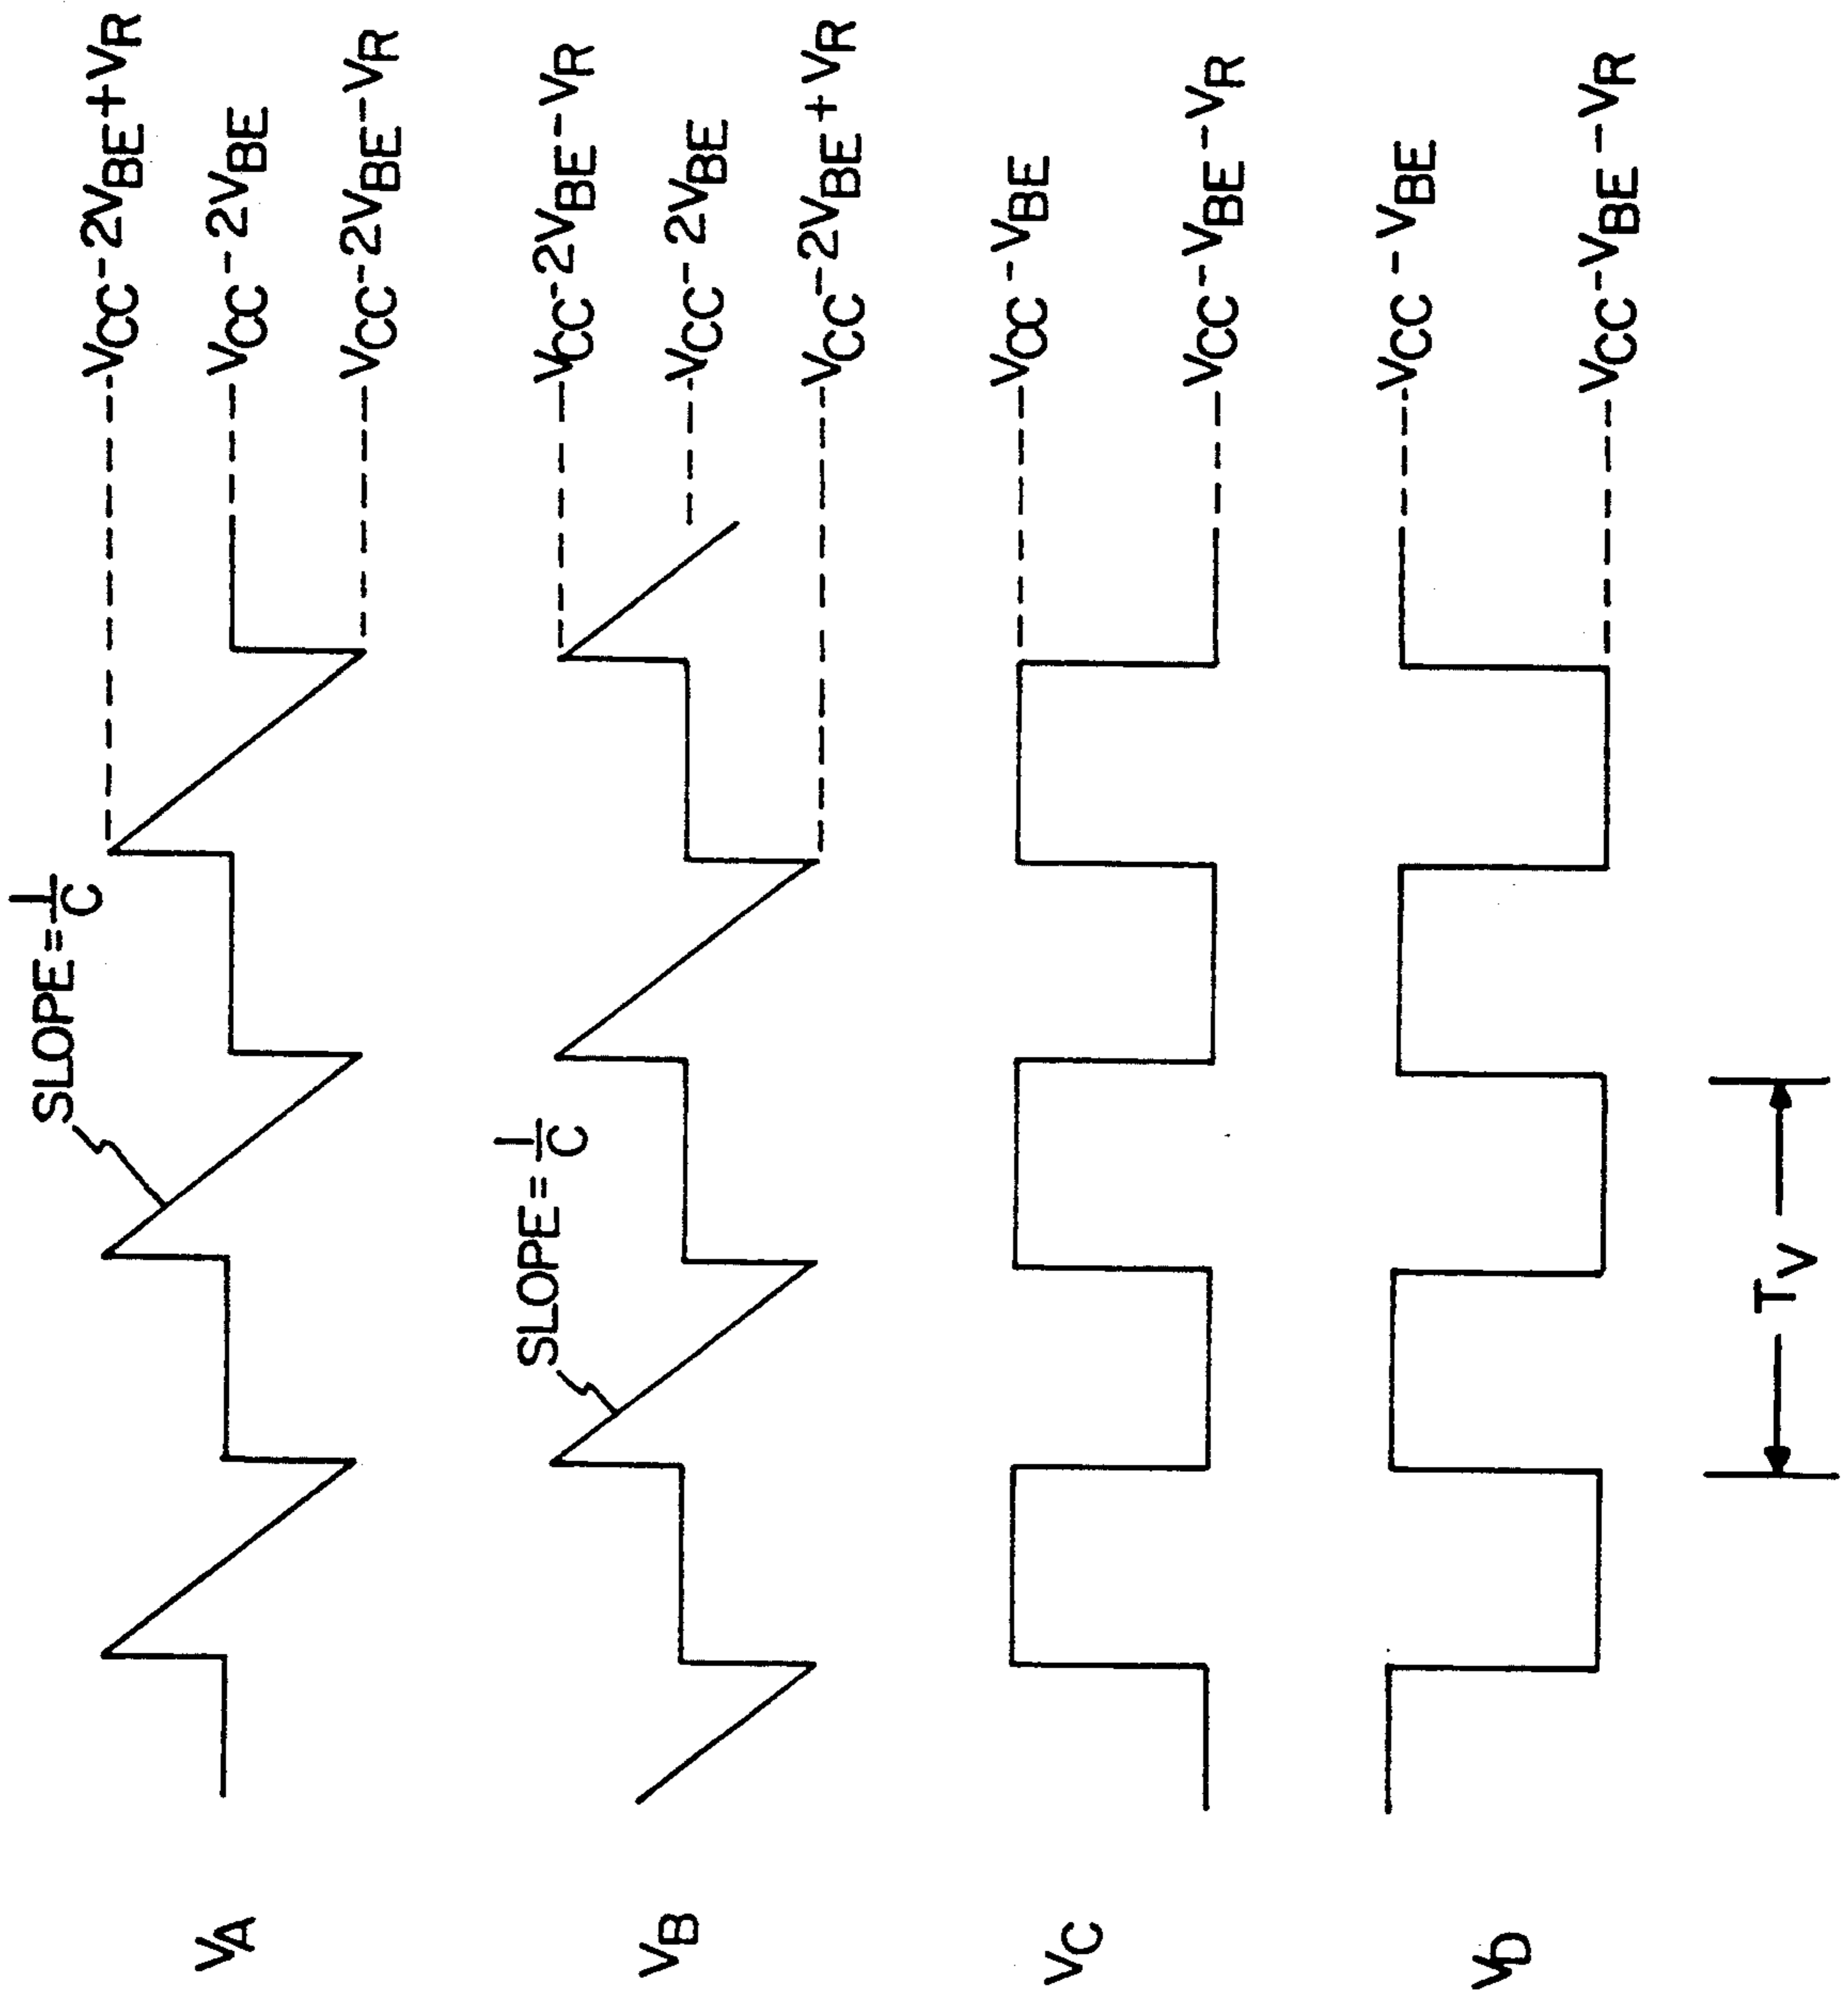 SLOPE = I/C
VCC-2VBE+VR
VA
VCC-2VBE
VCC-2VBE-VR
SLOPE = I/C
VCC-2VBE-VR
VB
VCC-2VBE
VCC-2VBE+VR
VCC-VBE
VC
VCC-VBE-VR
VCC-VBE
VD
VCC-VBE-VR
TV